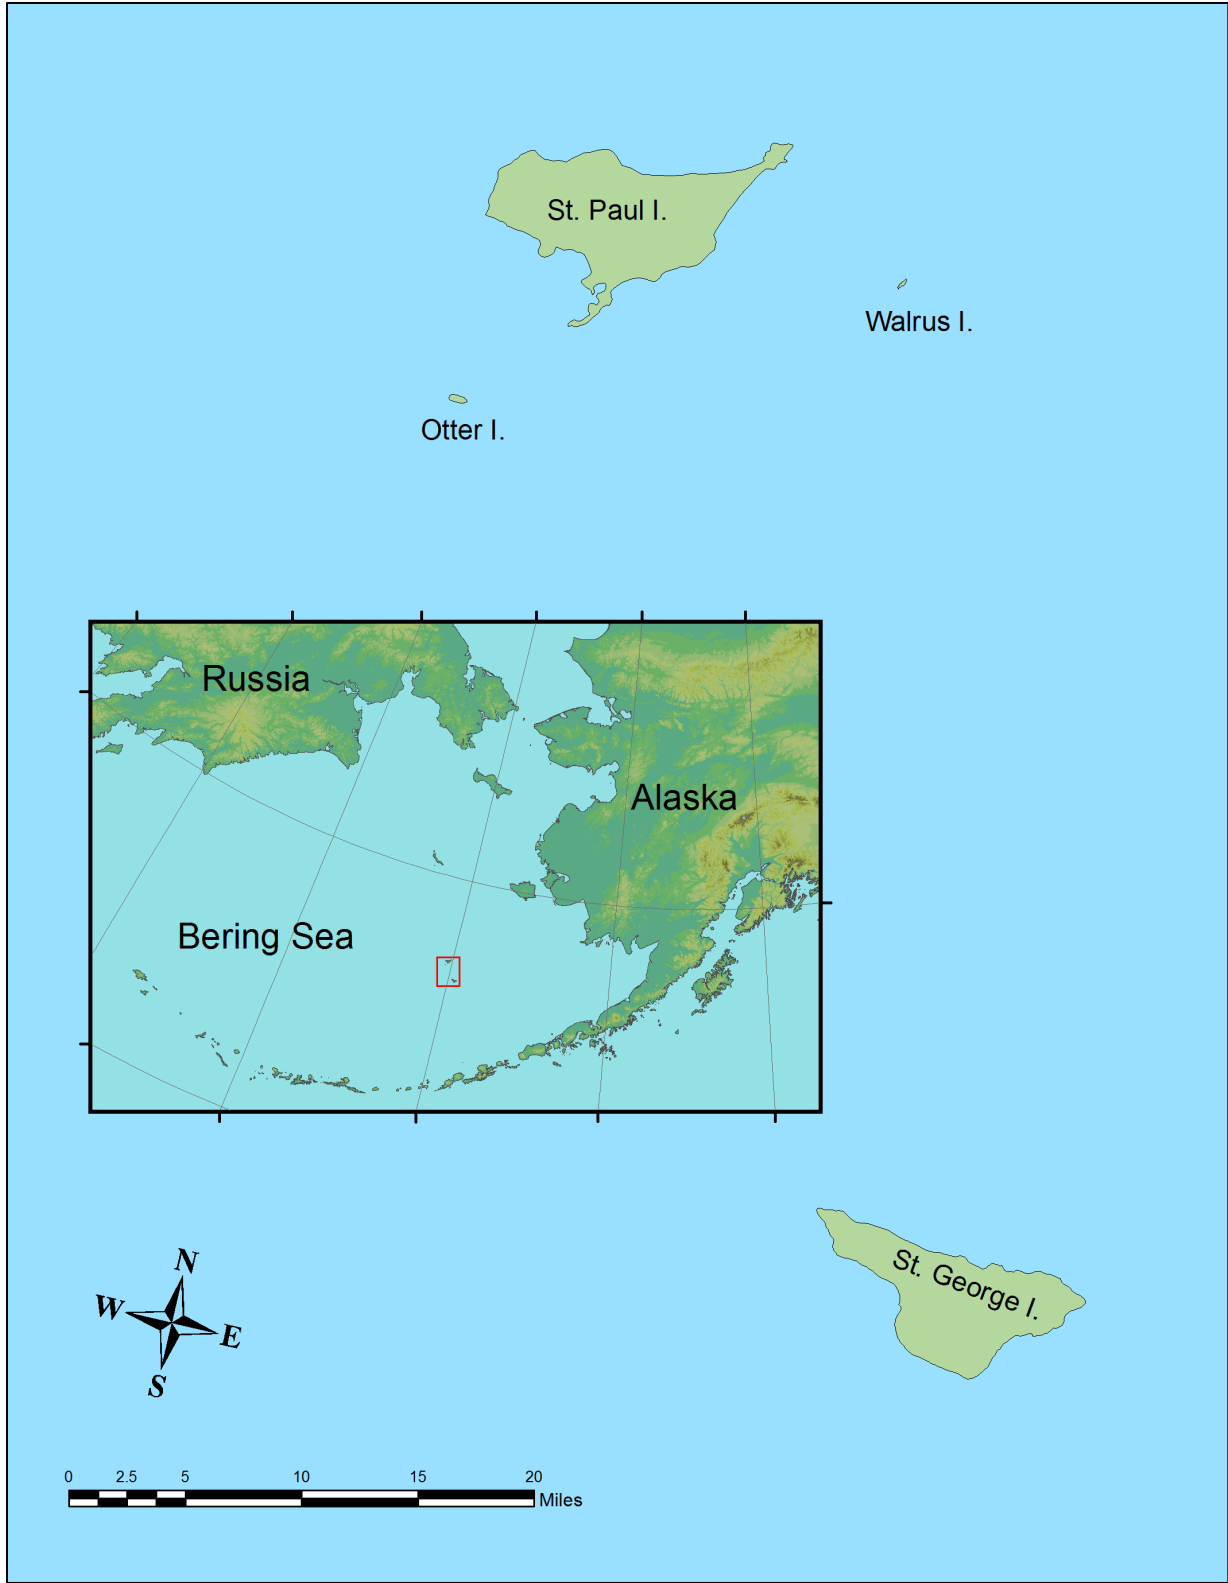 St. Paul I.
Walrus I.
Otter I.
Russia
Alaska
Bering Sea
St. George I.
N
W
E
S
0 2.5 5 10 15 20
Miles